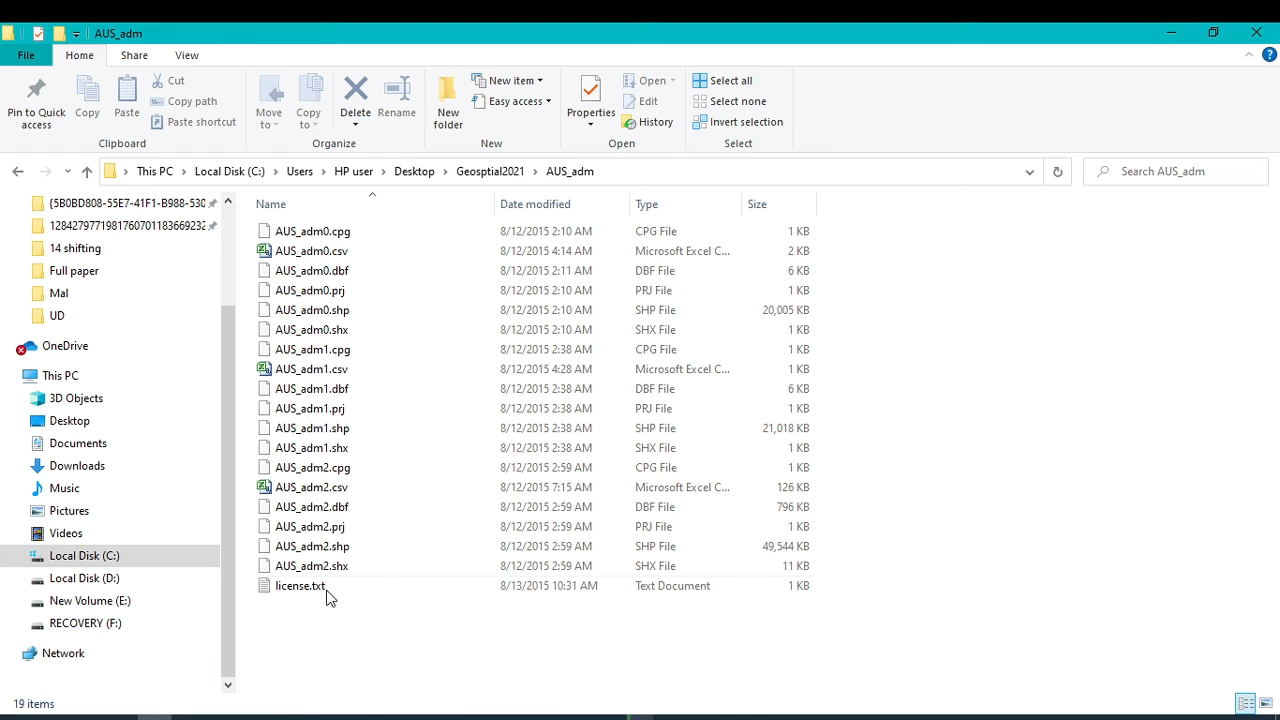 AUS_adm
File Home Share View
Pin to Quick access
Copy
Paste
Cut
Copy path
Paste shortcut
Clipboard
Move to
Copy to
Delete
Rename
Organize
New folder
New item
Easy access
New
Properties
Open
Edit
History
Open
Select all
Select none
Invert selection
Select
This PC Local Disk (C:) Users HP user Desktop Geosptial2021 AUS_adm
Search AUS_adm
{5B0BD808-55E7-41F1-B988-530
14 shifting
Full paper
Mal
UD
OneDrive
This PC
3D Objects
Desktop
Documents
Downloads
Music
Pictures
Videos
Local Disk (C:)
Local Disk (D:)
New Volume (E:)
RECOVERY (F:)
Network
Name Date modified Type Size
AUS_adm0.cpg 8/12/2015 2:10 AM CPG File 1 KB
AUS_adm0.csv 8/12/2015 4:14 AM Microsoft Excel C... 2 KB
AUS_adm0.dbf 8/12/2015 2:11 AM DBF File 6 KB
AUS_adm0.prj 8/12/2015 2:10 AM PRJ File 1 KB
AUS_adm0.shp 8/12/2015 2:10 AM SHP File 20,005 KB
AUS_adm0.shx 8/12/2015 2:10 AM SHX File 1 KB
AUS_adm1.cpg 8/12/2015 2:38 AM CPG File 1 KB
AUS_adm1.csv 8/12/2015 4:28 AM Microsoft Excel C... 1 KB
AUS_adm1.dbf 8/12/2015 2:38 AM DBF File 6 KB
AUS_adm1.prj 8/12/2015 2:38 AM PRJ File 1 KB
AUS_adm1.shp 8/12/2015 2:38 AM SHP File 21,018 KB
AUS_adm1.shx 8/12/2015 2:38 AM SHX File 1 KB
AUS_adm2.cpg 8/12/2015 2:59 AM CPG File 1 KB
AUS_adm2.csv 8/12/2015 7:15 AM Microsoft Excel C... 126 KB
AUS_adm2.dbf 8/12/2015 2:59 AM DBF File 796 KB
AUS_adm2.prj 8/12/2015 2:59 AM PRJ File 1 KB
AUS_adm2.shp 8/12/2015 2:59 AM SHP File 49,544 KB
AUS_adm2.shx 8/12/2015 2:59 AM SHX File 11 KB
license.txt 8/13/2015 10:31 AM Text Document 1 KB
19 items